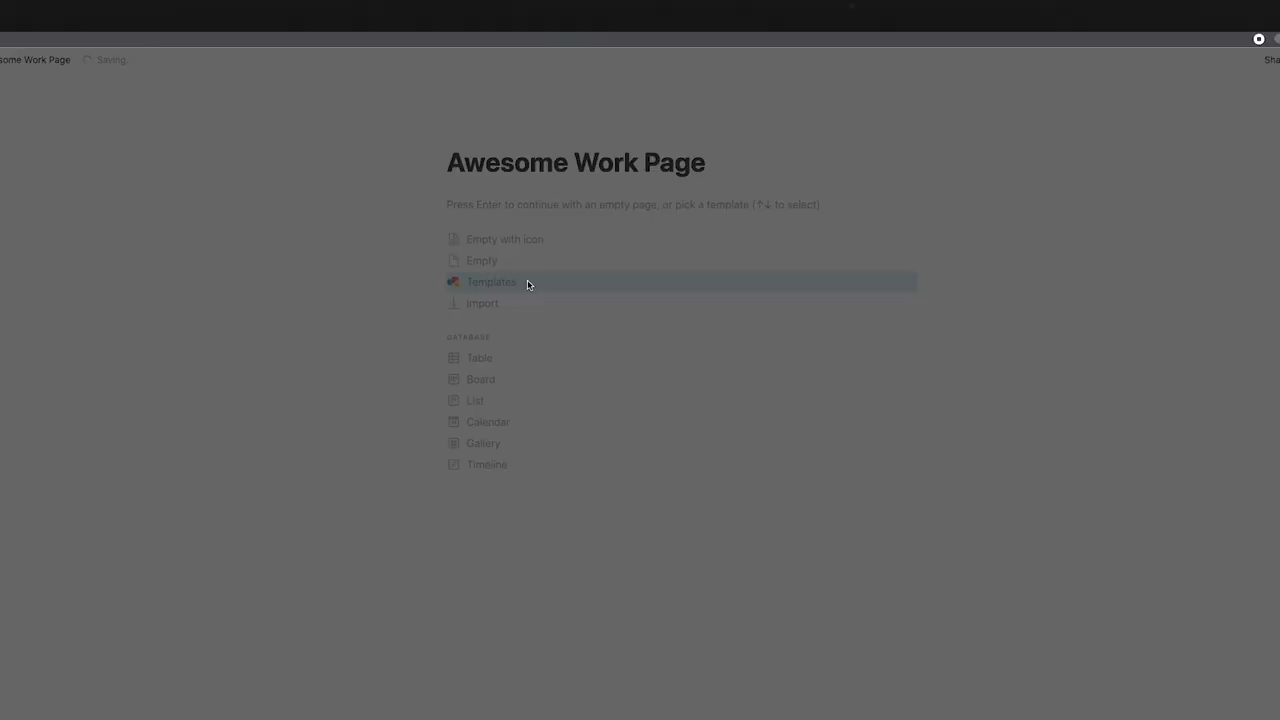 some Work Page
Saving
Sha
Awesome Work Page
Press Enter to continue with an empty page, or pick a template (↑↓ to select)
Empty with icon
Empty
Templates
Import
DATABASE
Table
Board
List
Calendar
Gallery
Timeline